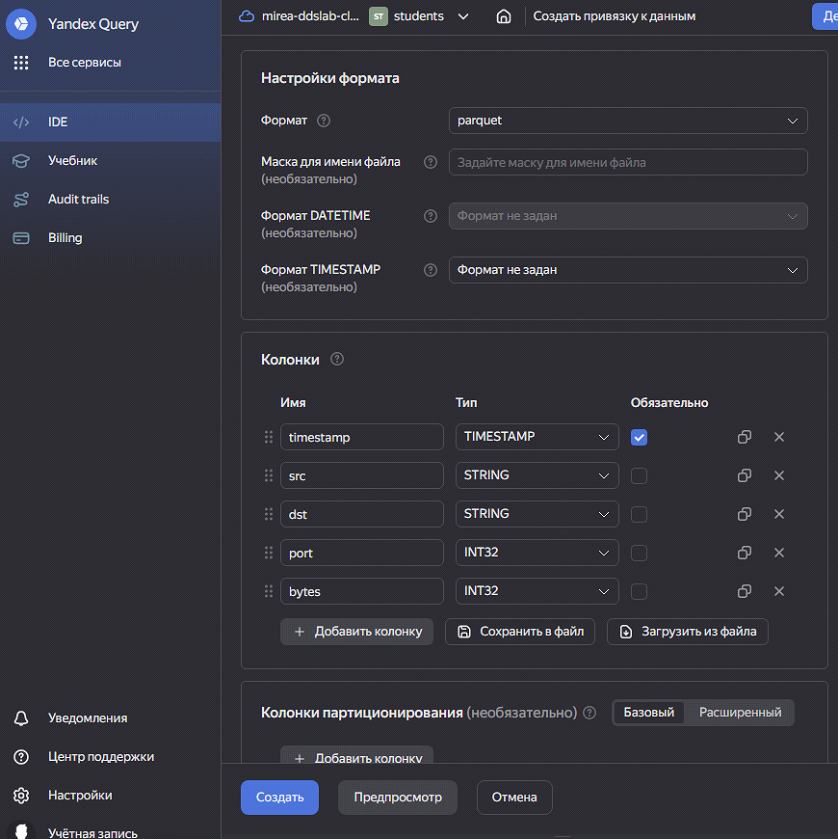 Yandex Query
mirea-ddslab-cl... ST students Создать привязку к данным
Все сервисы
IDE
Учебник
Audit trails
Billing
Настройки формата
Формат parquet
Маска для имени файла Задайте маску для имени файла
(необязательно)
Формат DATETIME Формат не задан
(необязательно)
Формат TIMESTAMP Формат не задан
(необязательно)
Колонки
Имя Тип Обязательно
timestamp TIMESTAMP
src STRING
dst STRING
port INT32
bytes INT32
Добавить колонку Сохранить в файл Загрузить из файла
Колонки партиционирования (необязательно) Базовый Расширенный
Добавить колонку
Создать Предпросмотр Отмена
Уведомления
Центр поддержки
Настройки
Учётная запись